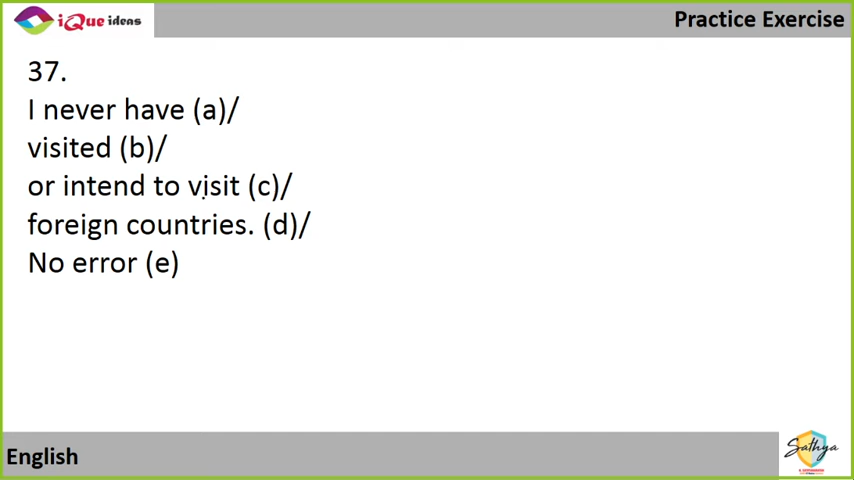 iQue ideas
Practice Exercise
37.
I never have (a)/
visited (b)/
or intend to visit (c)/
foreign countries. (d)/
No error (e)
English
Sathya